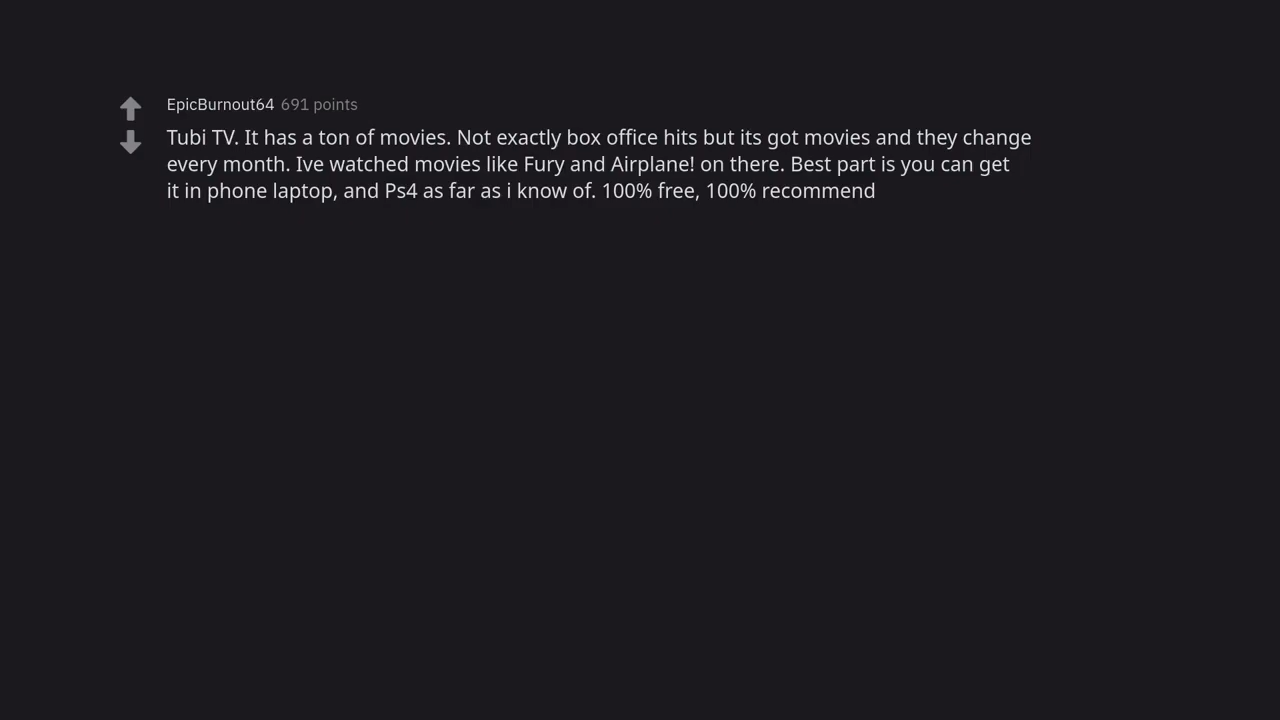 EpicBurnout64 691 points
Tubi TV. It has a ton of movies. Not exactly box office hits but its got movies and they change
every month. Ive watched movies like Fury and Airplane! on there. Best part is you can get
it in phone laptop, and Ps4 as far as i know of. 100% free, 100% recommend